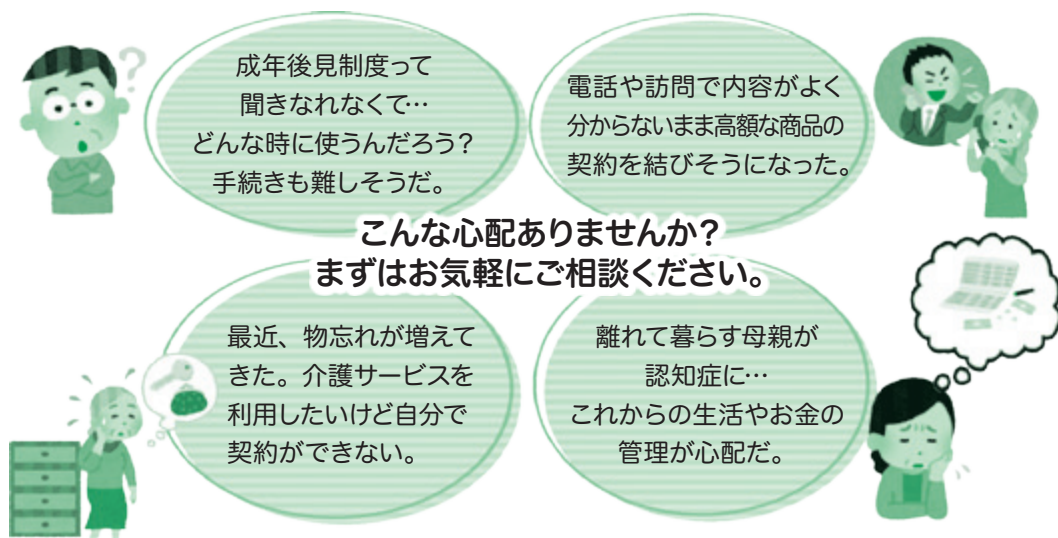 成年後見制度って
聞きなれなくて…
どんな時に使うんだろう?
手続きも難しそうだ。
電話や訪問で内容がよく
分からないまま高額な商品の
契約を結びそうになった。
こんな心配ありませんか?
まずはお気軽にご相談ください。
最近、物忘れが増えて
きた。介護サービスを
利用したいけど自分で
契約ができない。
離れて暮らす母親が
認知症に…
これからの生活やお金の
管理が心配だ。